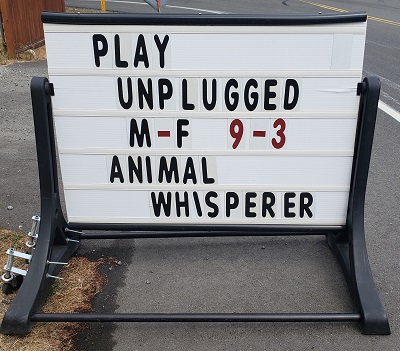 PLAY
UNPLUGGED
M-F 9-3
ANIMAL
WHISPERER